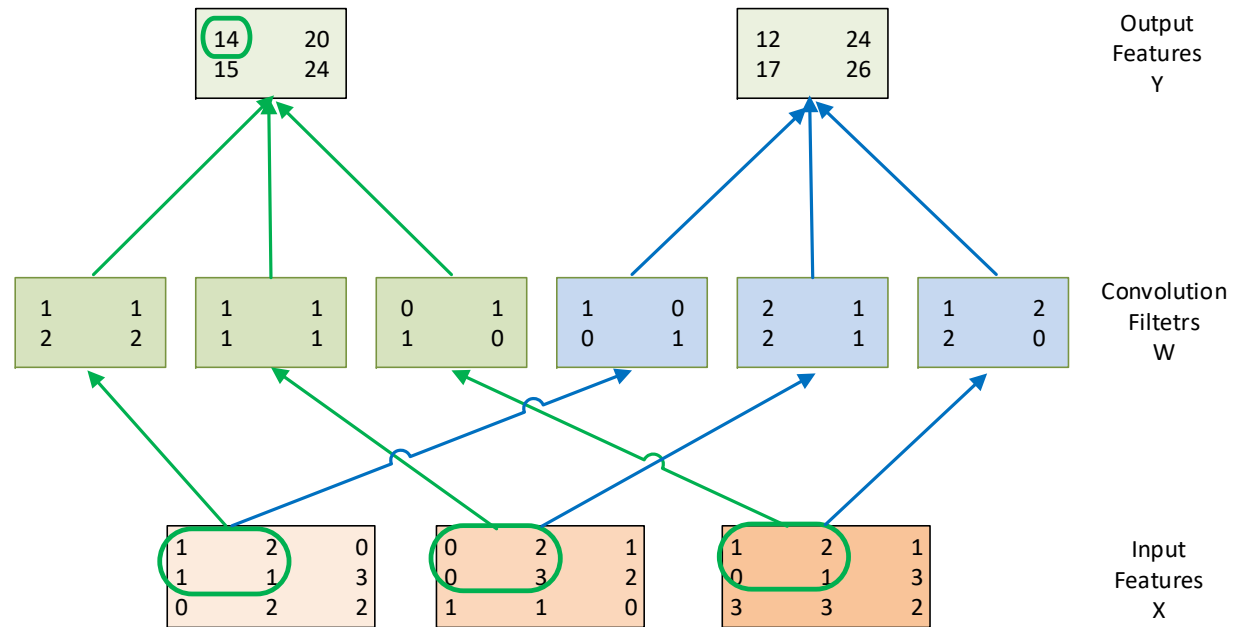 14 20
15 24
12 24
17 26
Output
Features
Y
1 1
2 2
1 1
1 1
0 1
1 0
1 0
0 1
2 1
2 1
1 2
2 0
Convolution
Filtetrs
W
1 2 0
1 1 3
0 2 2
0 2 1
0 3 2
1 1 0
1 2 1
0 1 3
3 3 2
Input
Features
X